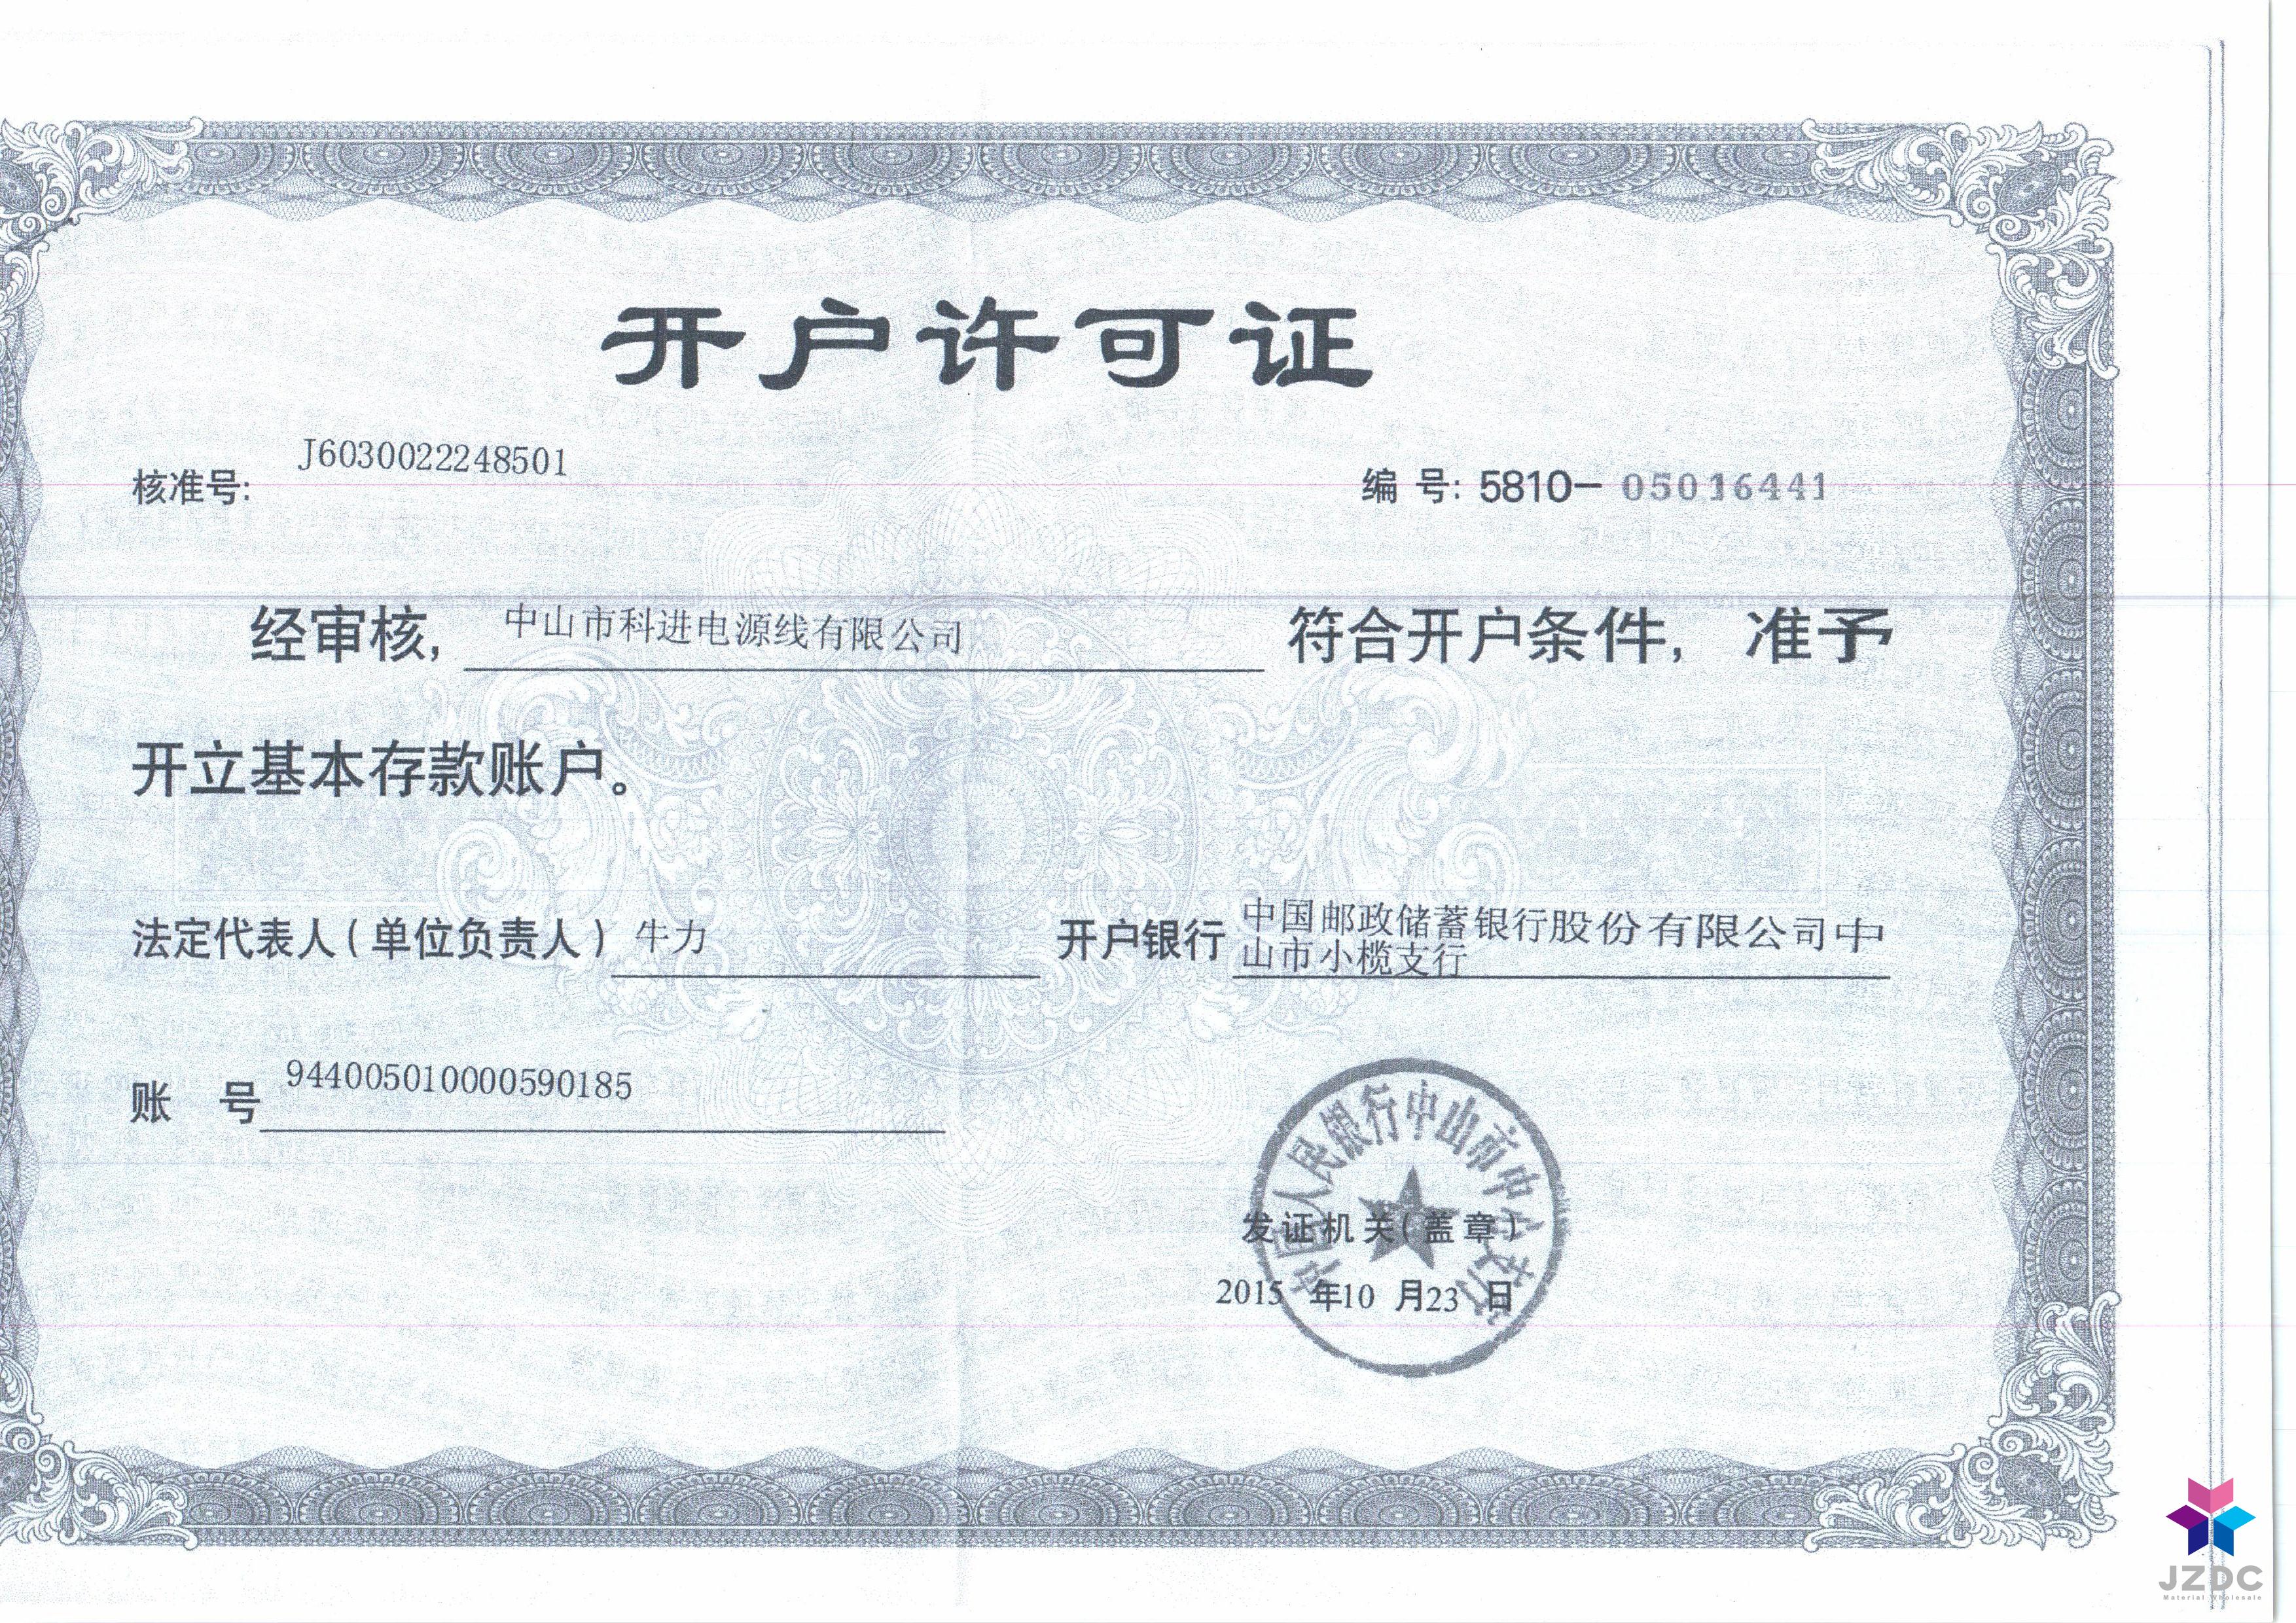 开户许可证
核准号: J6030022248501
编 号: 5810- 05016441
经审核, 中山市科进电源线有限公司 符合开户条件, 准予
开立基本存款账户。
法定代表人(单位负责人) 牛力
开户银行 中国邮政储蓄银行股份有限公司中
山市小榄支行
账 号 944005010000590185
中国人民银行中山市中心支行
发证机关(盖章)
2015 年10 月23 日
JZDC
Material Wholesale